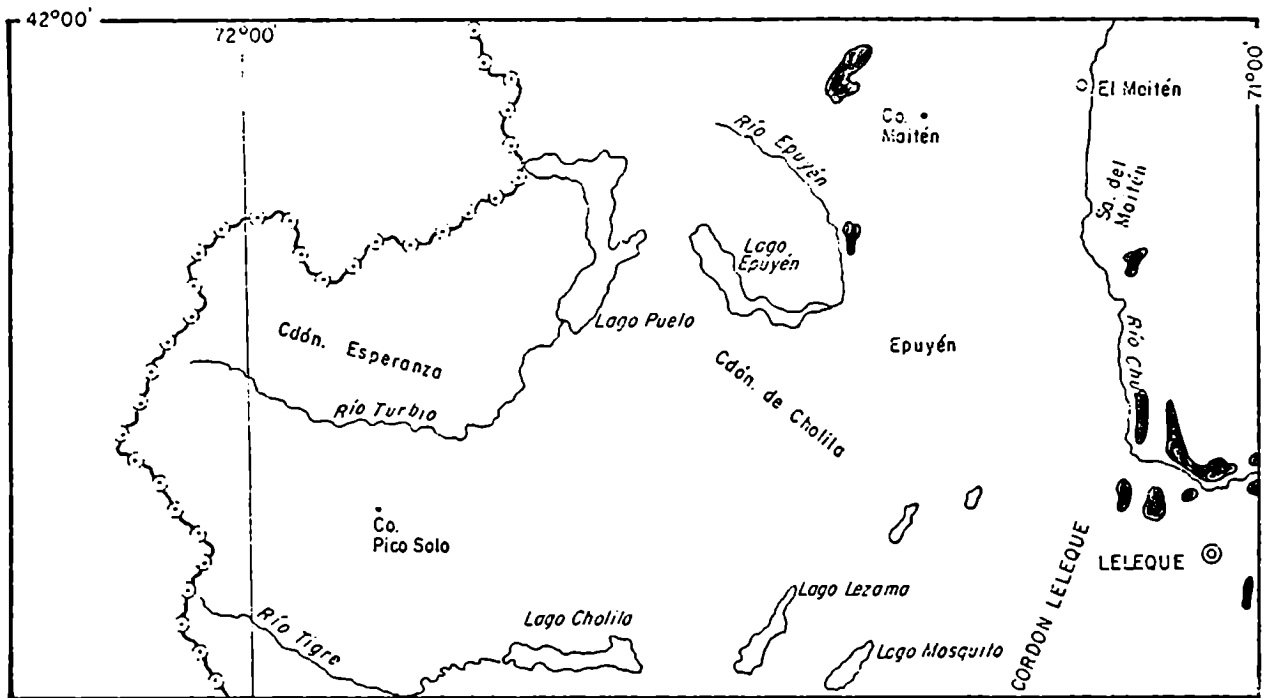 42°00'
72°00'
71°00'
El Maitén
Co.
Maitén
Río Epuyén
Sa. del
Maitén
Lago
Epuyén
Lago Puelo
Epuyén
Río Chu
Cdón. Esperanza
Cdón. de Cholila
Río Turbio
Co.
Pico Solo
LELEQUE
CORDON LELEQUE
Lago Lezama
Río Tigre
Lago Cholila
Lago Mosquito